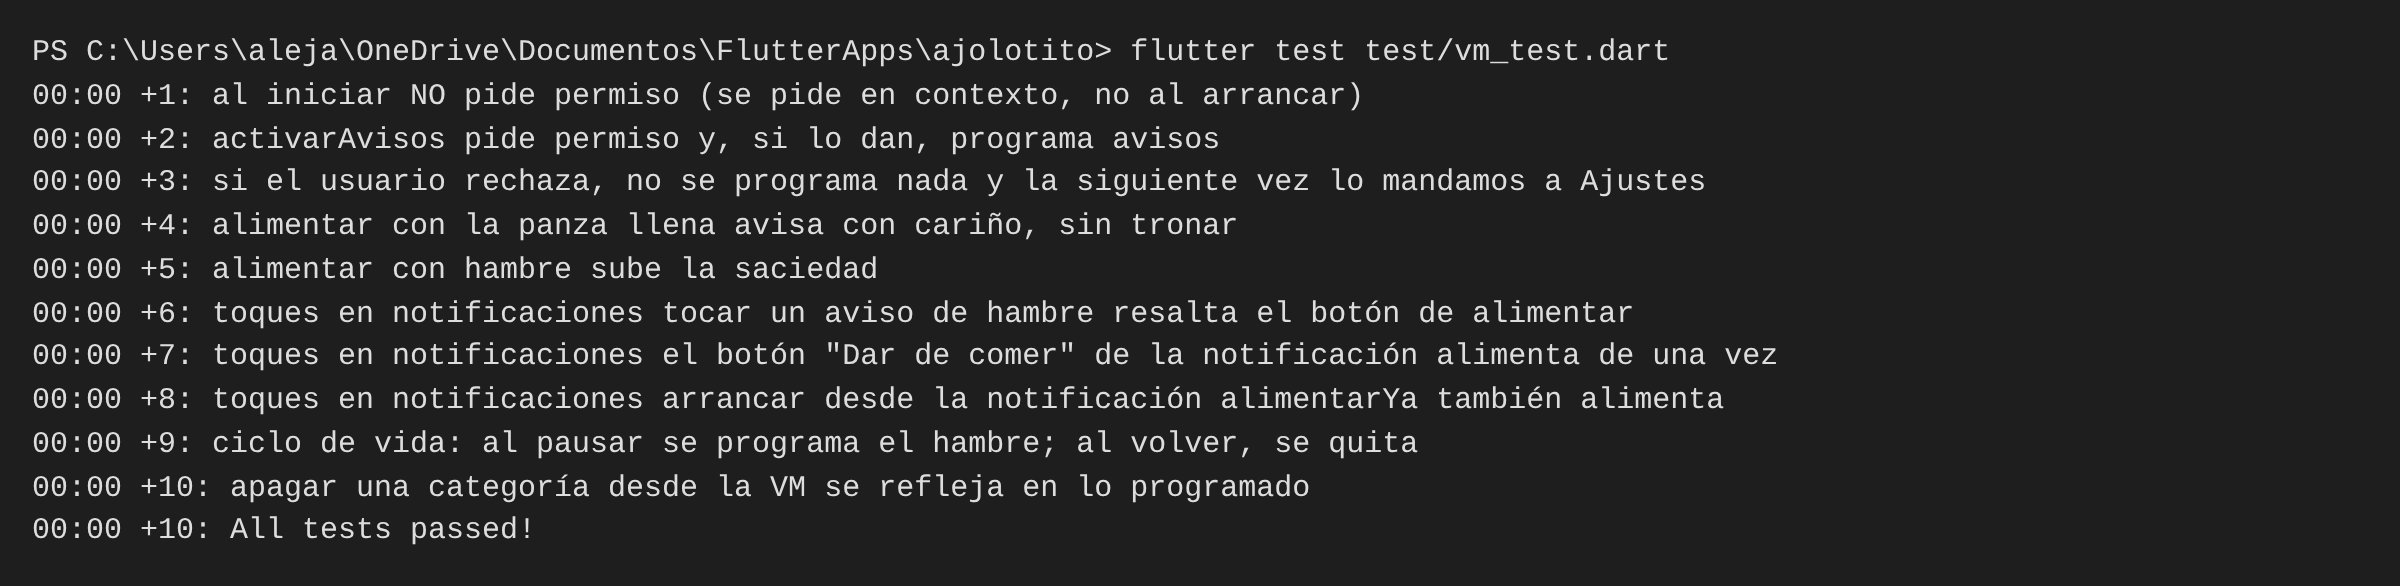 PS C:\Users\aleja\OneDrive\Documentos\FlutterApps\ajolotito> flutter test test/vm_test.dart
00:00 +1: al iniciar NO pide permiso (se pide en contexto, no al arrancar)
00:00 +2: activarAvisos pide permiso y, si lo dan, programa avisos
00:00 +3: si el usuario rechaza, no se programa nada y la siguiente vez lo mandamos a Ajustes
00:00 +4: alimentar con la panza llena avisa con cariño, sin tronar
00:00 +5: alimentar con hambre sube la saciedad
00:00 +6: toques en notificaciones tocar un aviso de hambre resalta el botón de alimentar
00:00 +7: toques en notificaciones el botón "Dar de comer" de la notificación alimenta de una vez
00:00 +8: toques en notificaciones arrancar desde la notificación alimentarYa también alimenta
00:00 +9: ciclo de vida: al pausar se programa el hambre; al volver, se quita
00:00 +10: apagar una categoría desde la VM se refleja en lo programado
00:00 +10: All tests passed!